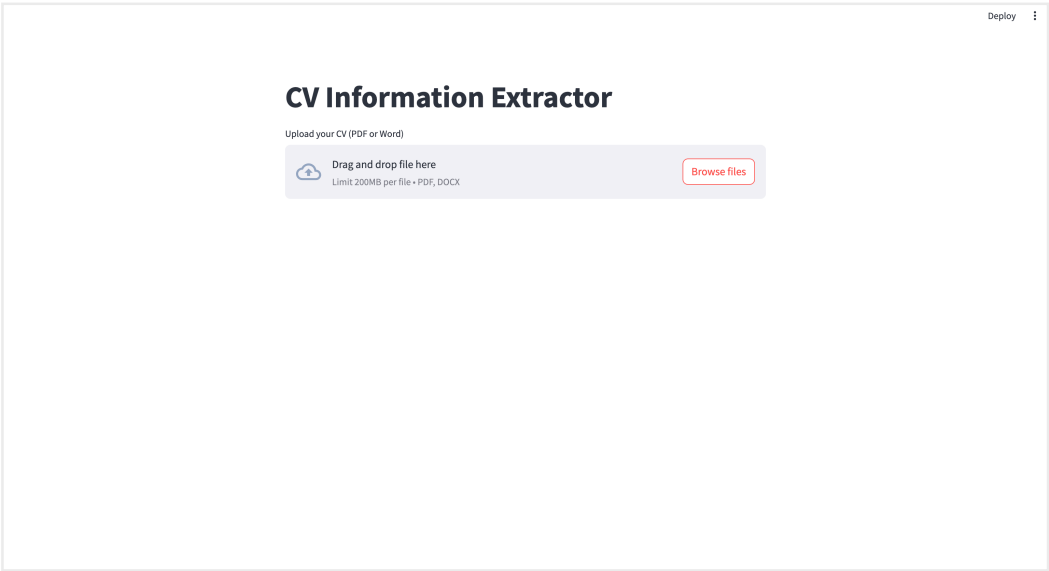 Deploy
CV Information Extractor
Upload your CV (PDF or Word)
Drag and drop file here
Limit 200MB per file • PDF, DOCX
Browse files